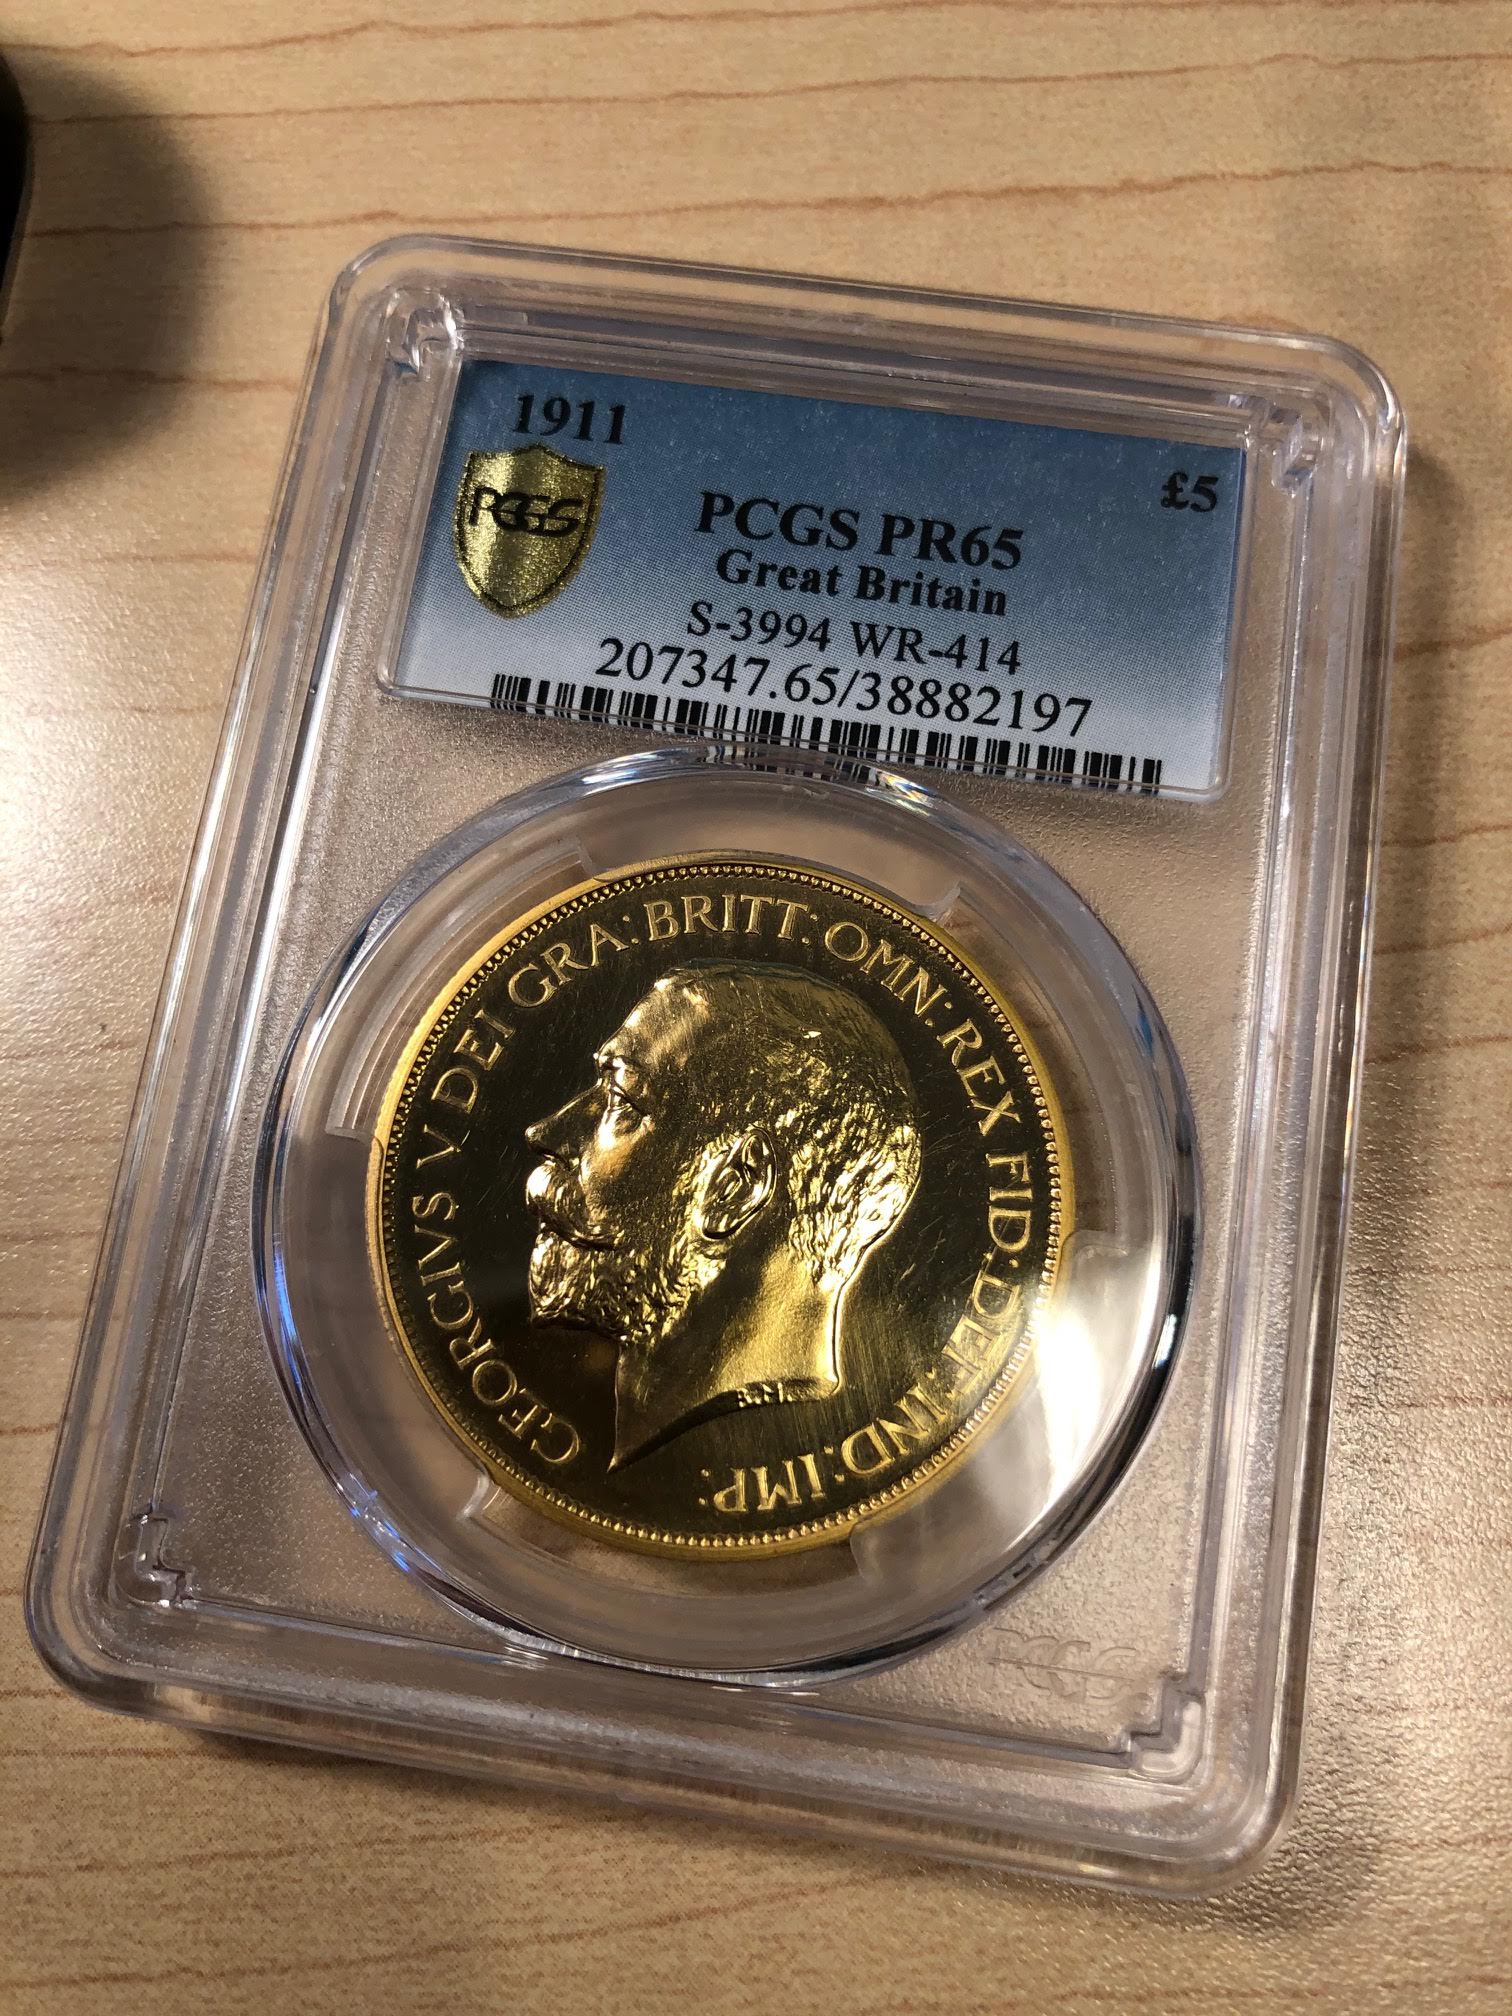 1911
£5
PCGS
PCGS PR65
Great Britain
S-3994 WR-414
207347.65/38882197
GEORGIVS V DEI GRA: BRITT: OMN: REX FID: DEF: IND: IMP:
B.M.
PCGS